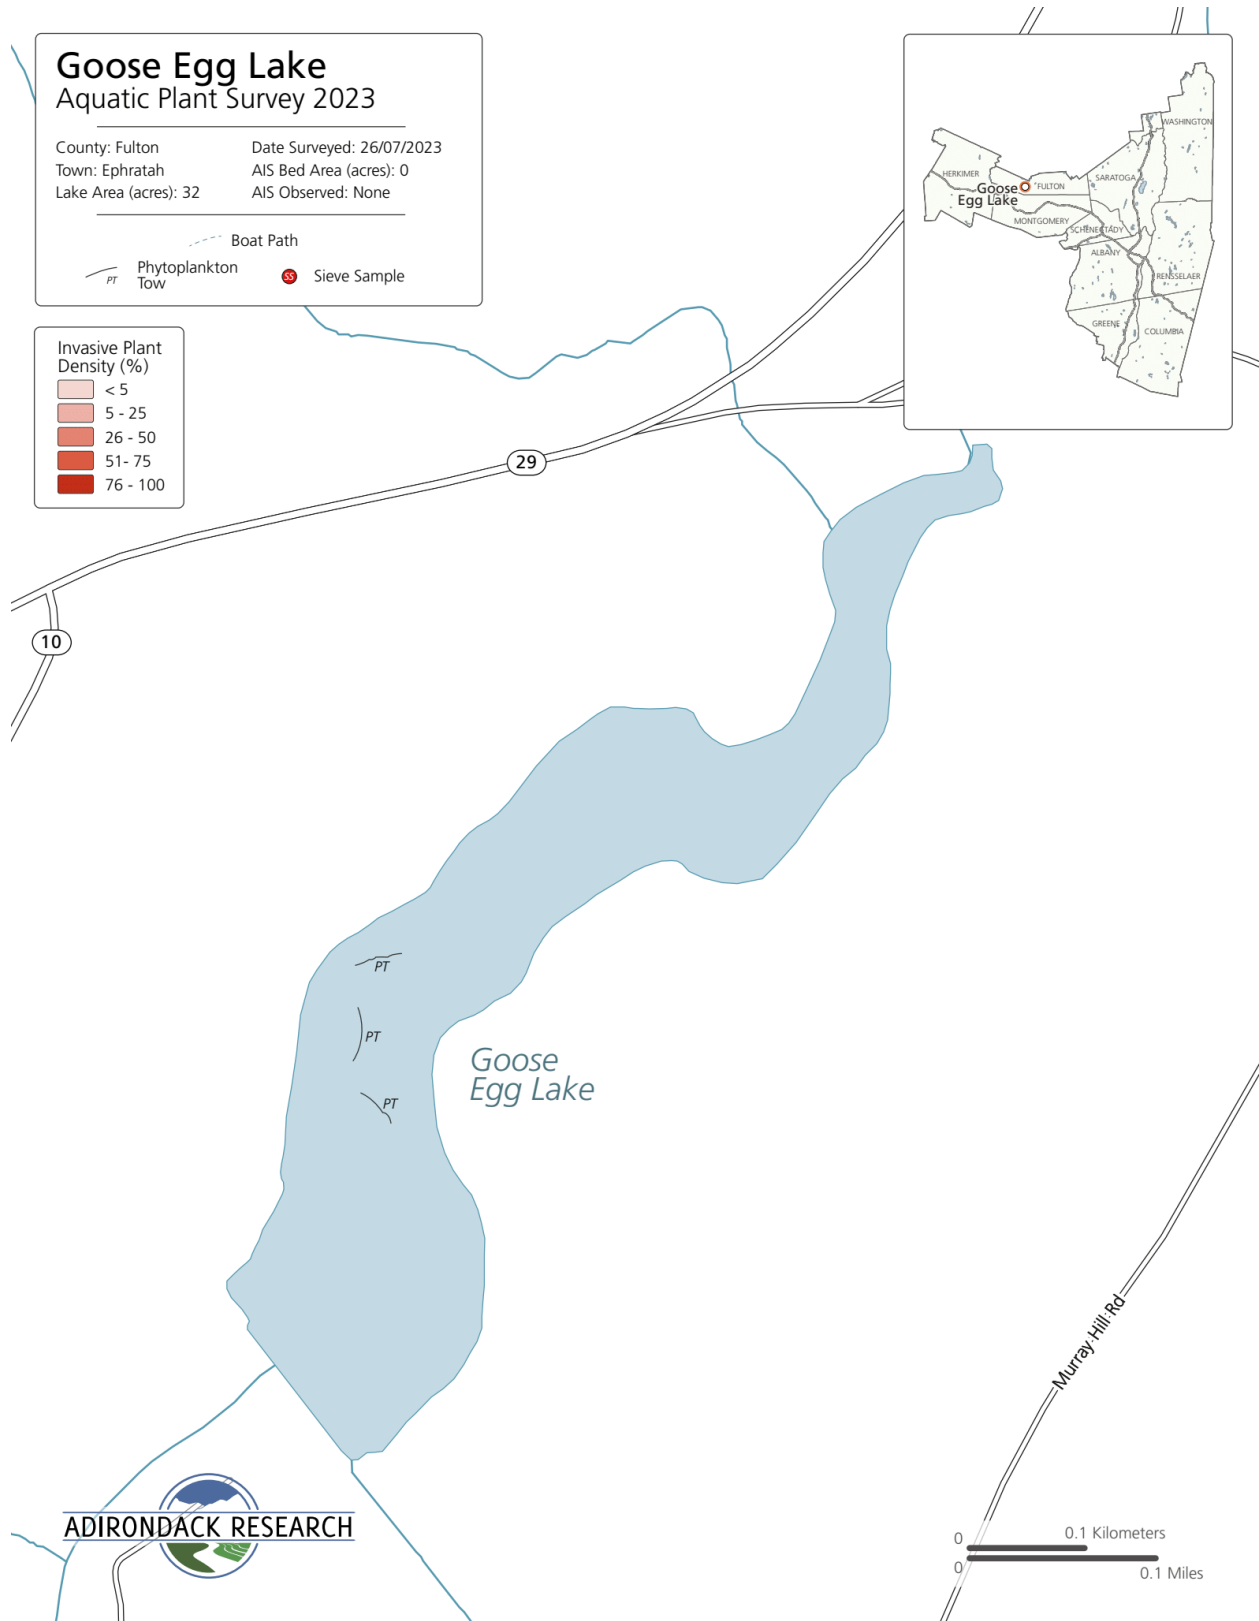 Goose Egg Lake
Aquatic Plant Survey 2023
County: Fulton
Date Surveyed: 26/07/2023
Town: Ephratah
AIS Bed Area (acres): 0
Lake Area (acres): 32
AIS Observed: None
Boat Path
PT
Phytoplankton
Tow
SS
Sieve Sample
Invasive Plant
Density (%)
< 5
5 - 25
26 - 50
51- 75
76 - 100
WASHINGTON
HERKIMER
SARATOGA
Goose
Egg Lake
FULTON
MONTGOMERY
SCHENECTADY
ALBANY
RENSSELAER
GREENE
COLUMBIA
29
10
PT
PT
PT
Goose
Egg Lake
Murray Hill Rd
ADIRONDACK RESEARCH
0
0.1 Kilometers
0
0.1 Miles